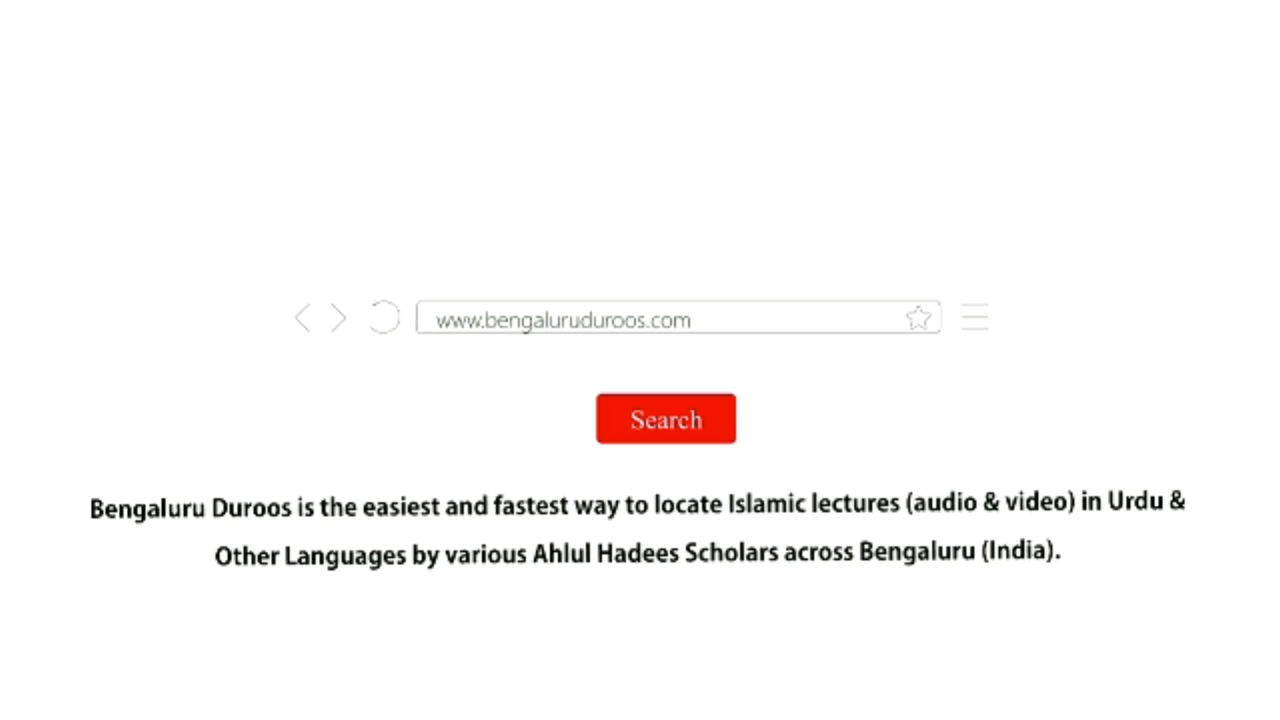 www.bengaluruduroos.com
Search
Bengaluru Duroos is the easiest and fastest way to locate Islamic lectures (audio & video) in Urdu &
Other Languages by various Ahlul Hadees Scholars across Bengaluru (India).